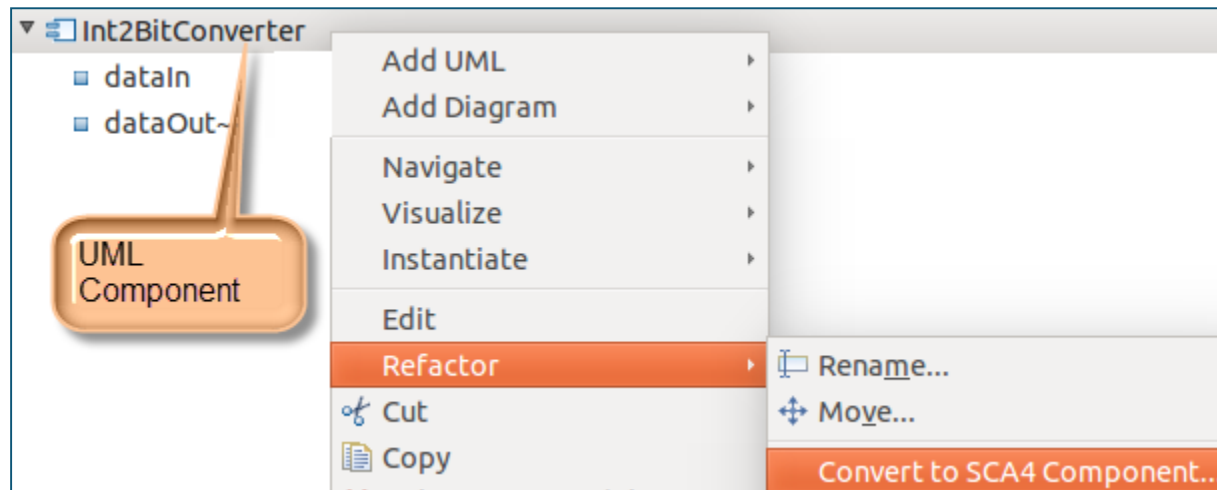 Int2BitConverter
dataIn
dataOut~
UML
Component
Add UML
Add Diagram
Navigate
Visualize
Instantiate
Edit
Refactor
Cut
Copy
Rename...
Move...
Convert to SCA4 Component..